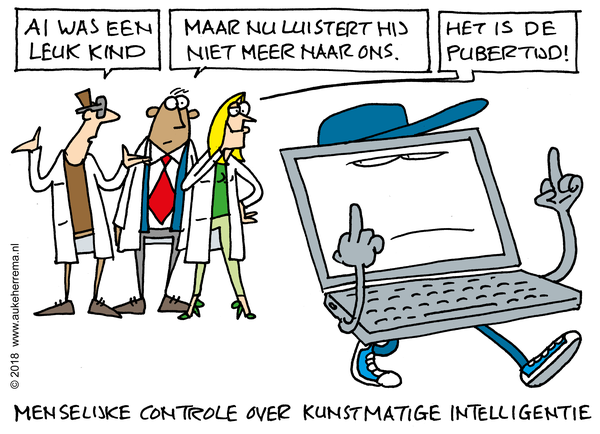 AI WAS EEN
LEUK KIND
MAAR NU LUISTERT HIJ
NIET MEER NAAR ONS.
HET IS DE
PUBERTIJD!
© 2018 www.aukeherrema.nl
MENSELIJKE CONTROLE OVER KUNSTMATIGE INTELLIGENTIE